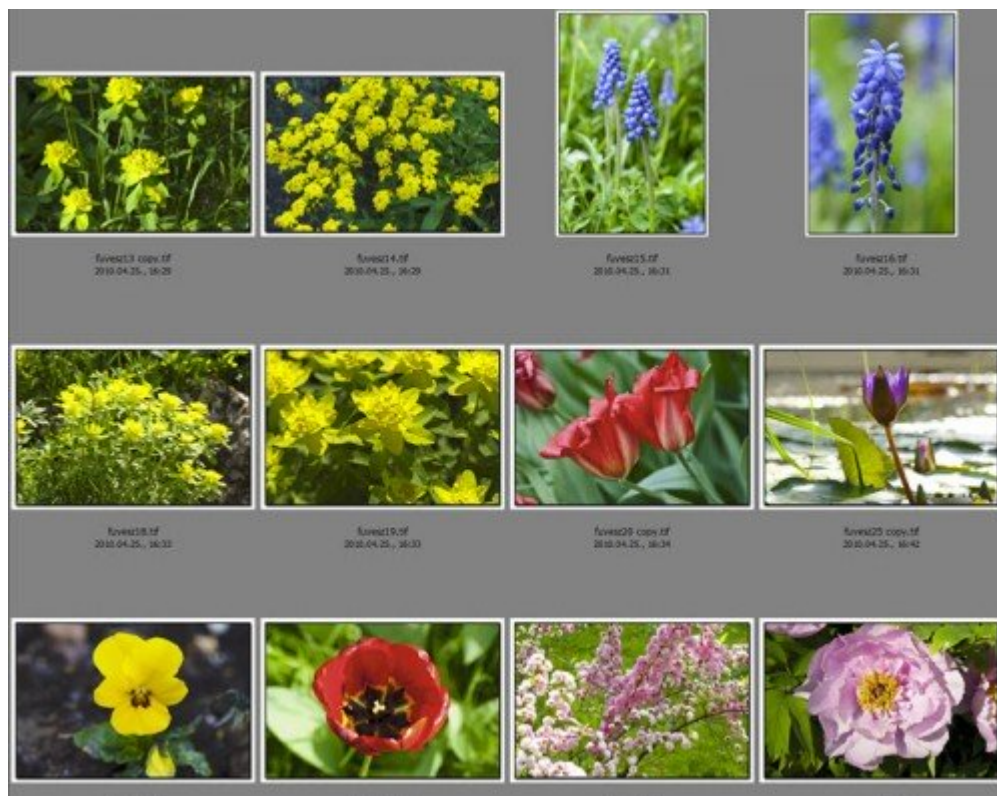 fuvesz13 copy.tif
2010.04.25., 16:28
fuvesz14.tif
2010.04.25., 16:29
fuvesz15.tif
2010.04.25., 16:31
fuvesz16.tif
2010.04.25., 16:31
fuvesz18.tif
2010.04.25., 16:33
fuvesz19.tif
2010.04.25., 16:33
fuvesz20 copy.tif
2010.04.25., 16:34
fuvesz25 copy.tif
2010.04.25., 16:42